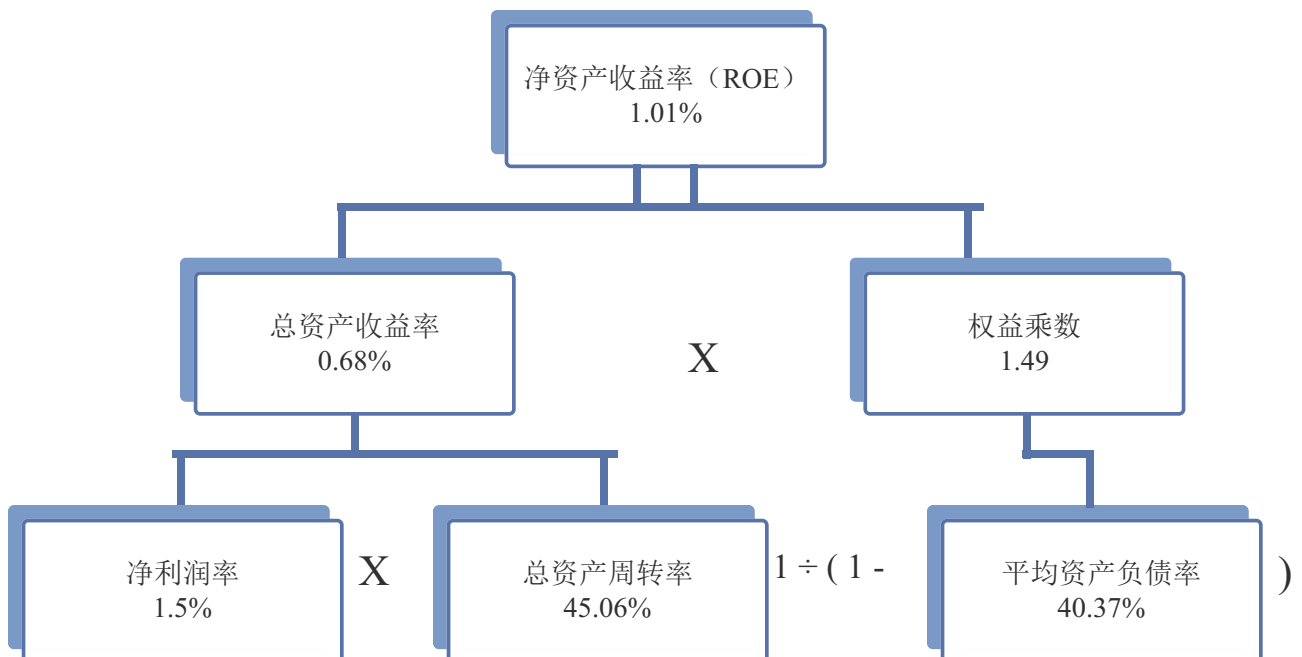 净资产收益率（ROE）
1.01%
总资产收益率
0.68%
X
权益乘数
1.49
净利润率
1.5%
X
总资产周转率
45.06%
1 ÷ ( 1 -
平均资产负债率
40.37%
)